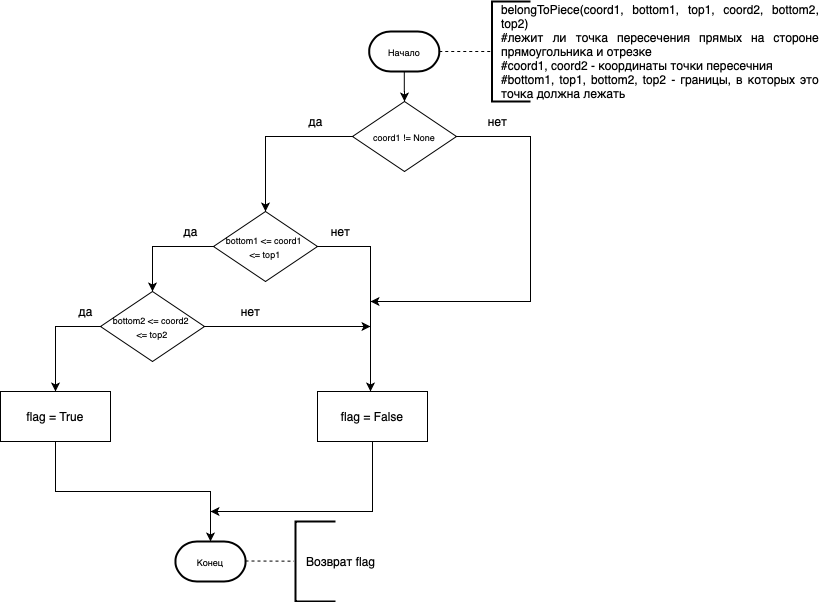 belongToPiece(coord1, bottom1, top1, coord2, bottom2,
top2)
#лежит ли точка пересечения прямых на стороне
прямоугольника и отрезке
#coord1, coord2 - координаты точки пересечния
#bottom1, top1, bottom2, top2 - границы, в которых это
точка должна лежать
Начало
да
нет
coord1 != None
да
нет
bottom1 <= coord1
<= top1
да
нет
bottom2 <= coord2
<= top2
flag = True
flag = False
Конец
Возврат flag